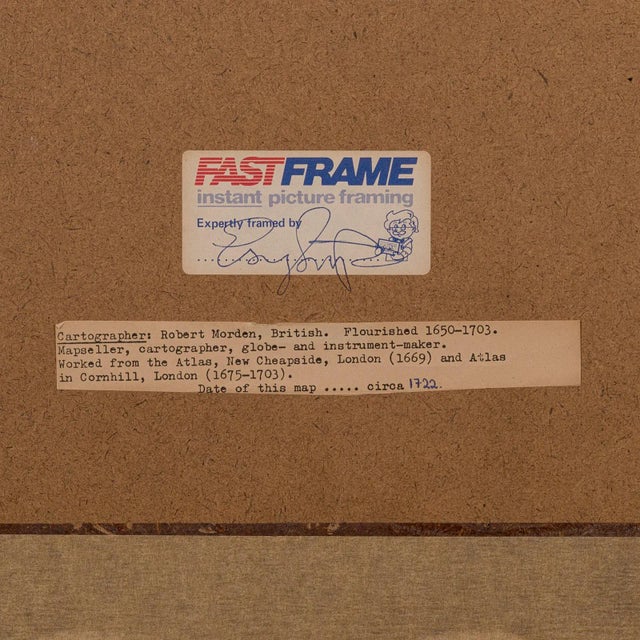 FASTFRAME
instant picture framing
Expertly framed by
Cartographer: Robert Morden, British. Flourished 1650-1703.
Mapseller, cartographer, globe- and instrument-maker.
Worked from the Atlas, New Cheapside, London (1669) and Atlas
in Cornhill, London (1675-1703).
Date of this map ..... circa 1722.